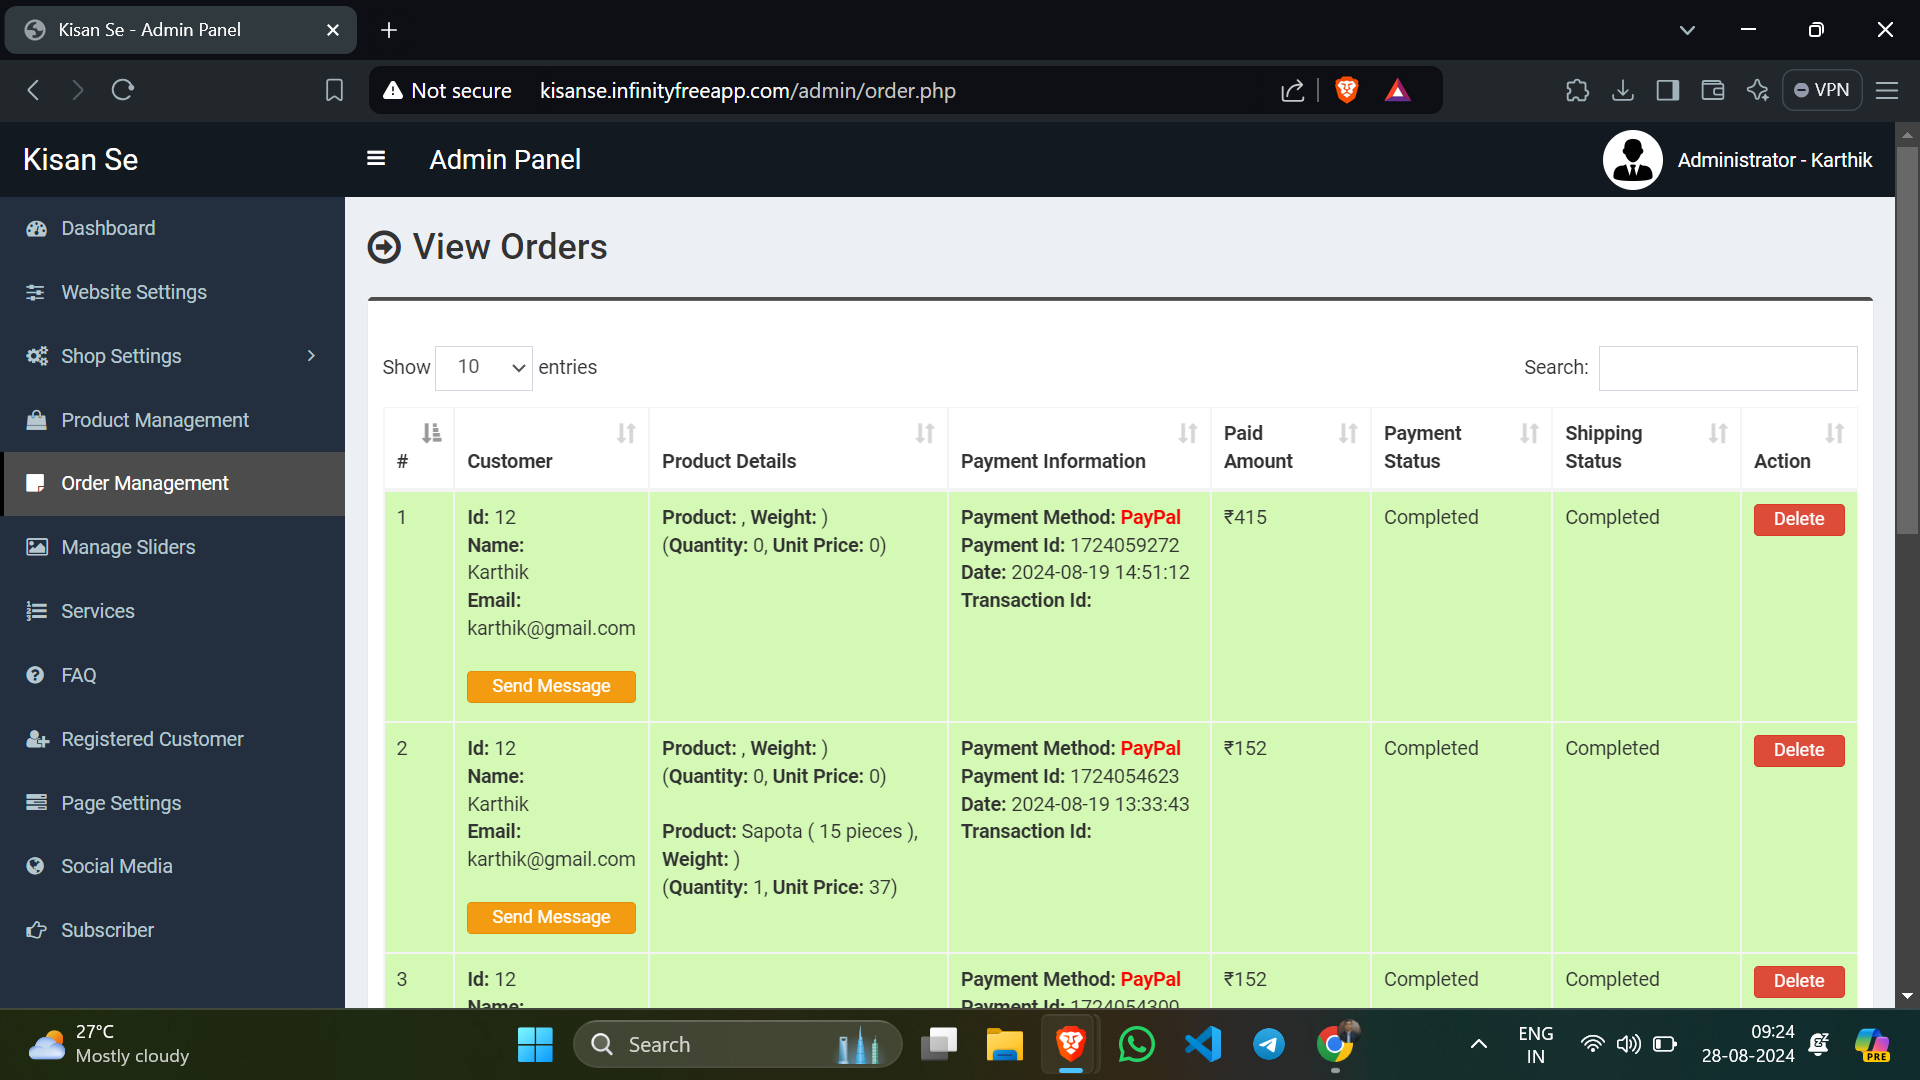 Kisan Se - Admin Panel
Not secure kisanse.infinityfreeapp.com/admin/order.php
VPN
Kisan Se
Admin Panel
Administrator - Karthik
Dashboard
Website Settings
Shop Settings
Product Management
Order Management
Manage Sliders
Services
FAQ
Registered Customer
Page Settings
Social Media
Subscriber
View Orders
Show 10 entries
Search:
# Customer Product Details Payment Information Paid Amount Payment Status Shipping Status Action
1
Id: 12
Name:
Karthik
Email:
karthik@gmail.com
Send Message
Product: , Weight: )
(Quantity: 0, Unit Price: 0)
Payment Method: PayPal
Payment Id: 1724059272
Date: 2024-08-19 14:51:12
Transaction Id:
₹415
Completed
Completed
Delete
2
Id: 12
Name:
Karthik
Email:
karthik@gmail.com
Send Message
Product: , Weight: )
(Quantity: 0, Unit Price: 0)
Product: Sapota ( 15 pieces ),
Weight: )
(Quantity: 1, Unit Price: 37)
Payment Method: PayPal
Payment Id: 1724054623
Date: 2024-08-19 13:33:43
Transaction Id:
₹152
Completed
Completed
Delete
3
Id: 12
Name:
Payment Method: PayPal
Payment Id: 1724054300
₹152
Completed
Completed
Delete
27°C
Mostly cloudy
Search
ENG
IN
09:24
28-08-2024
PRE